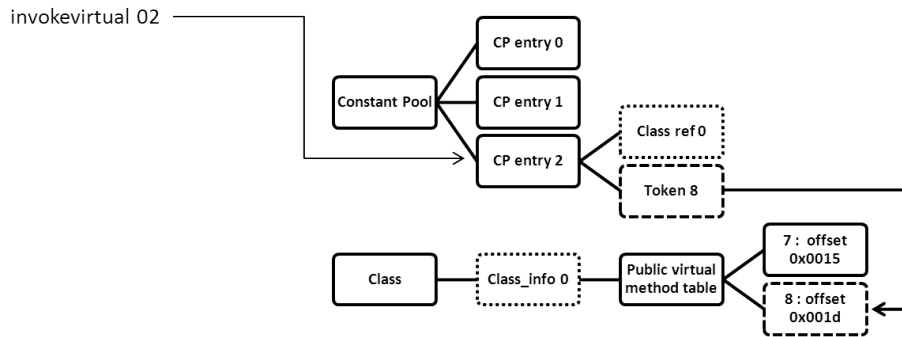 invokevirtual 02
CP entry 0
Constant Pool
CP entry 1
Class ref 0
CP entry 2
Token 8
7 : offset
0x0015
Class
Class_info 0
Public virtual
method table
8 : offset
0x001d